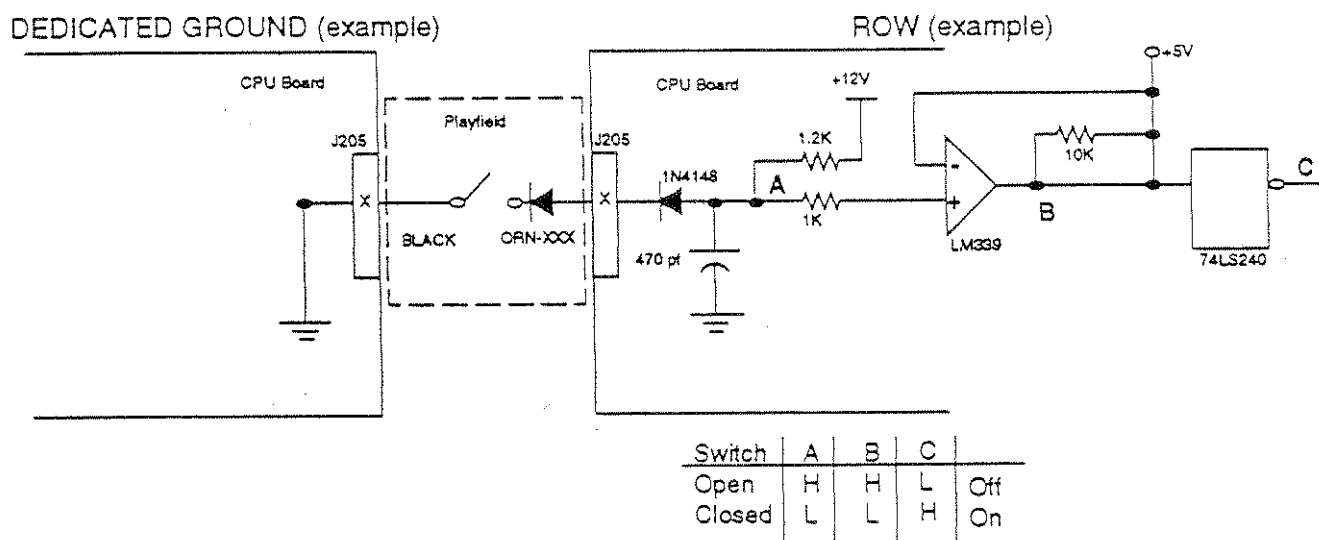 DEDICATED GROUND (example)
ROW (example)
CPU Board
CPU Board
+12V
+5V
Playfield
J205
J205
1.2K
10K
1N4148
A
1K
-
+
B
C
X
X
BLACK
ORN-XXX
470 pf
LM339
74LS240
Switch A B C
Open H H L Off
Closed L L H On